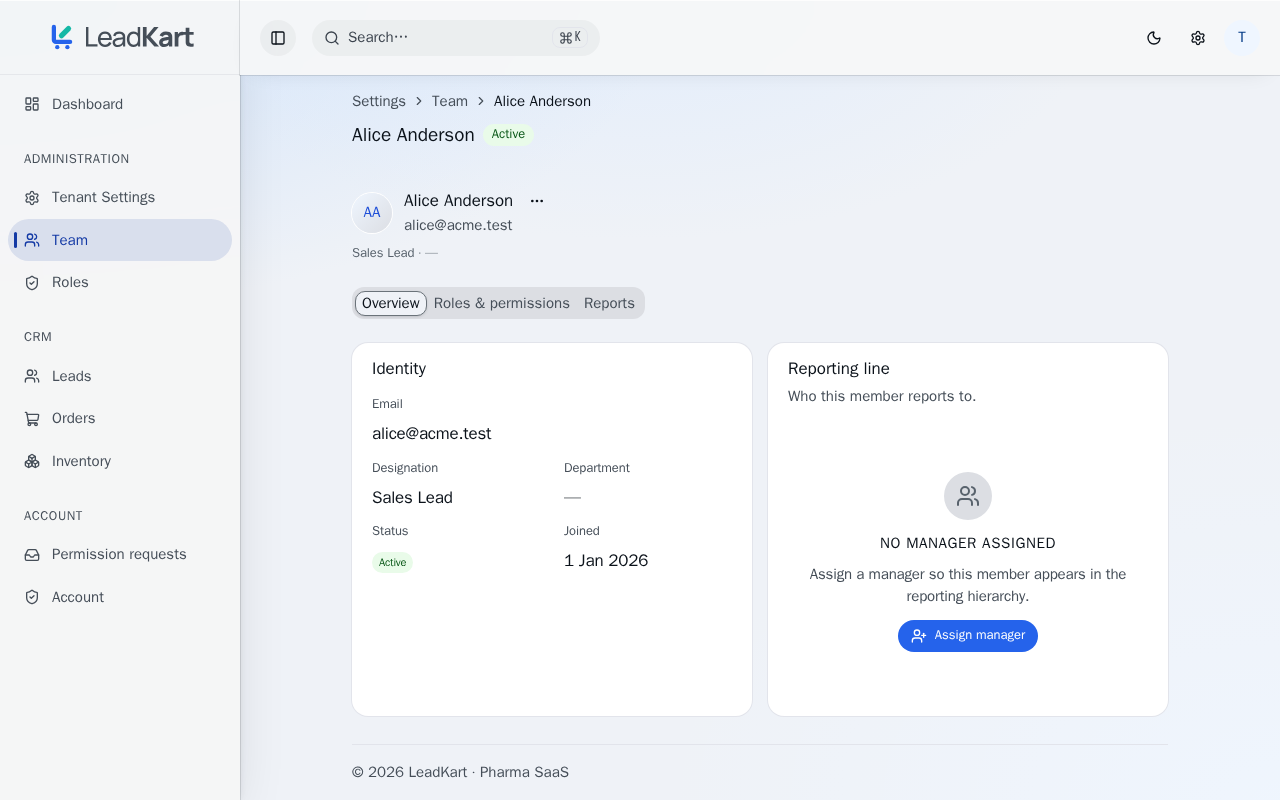 LeadKart
Search⋯
⌘K
T
Dashboard
ADMINISTRATION
Tenant Settings
Team
Roles
CRM
Leads
Orders
Inventory
ACCOUNT
Permission requests
Account
Settings > Team > Alice Anderson
Alice Anderson Active
AA
Alice Anderson
alice@acme.test
Sales Lead · —
Overview Roles & permissions Reports
Identity
Email
alice@acme.test
Designation Department
Sales Lead —
Status Joined
Active 1 Jan 2026
Reporting line
Who this member reports to.
NO MANAGER ASSIGNED
Assign a manager so this member appears in the
reporting hierarchy.
Assign manager
© 2026 LeadKart · Pharma SaaS